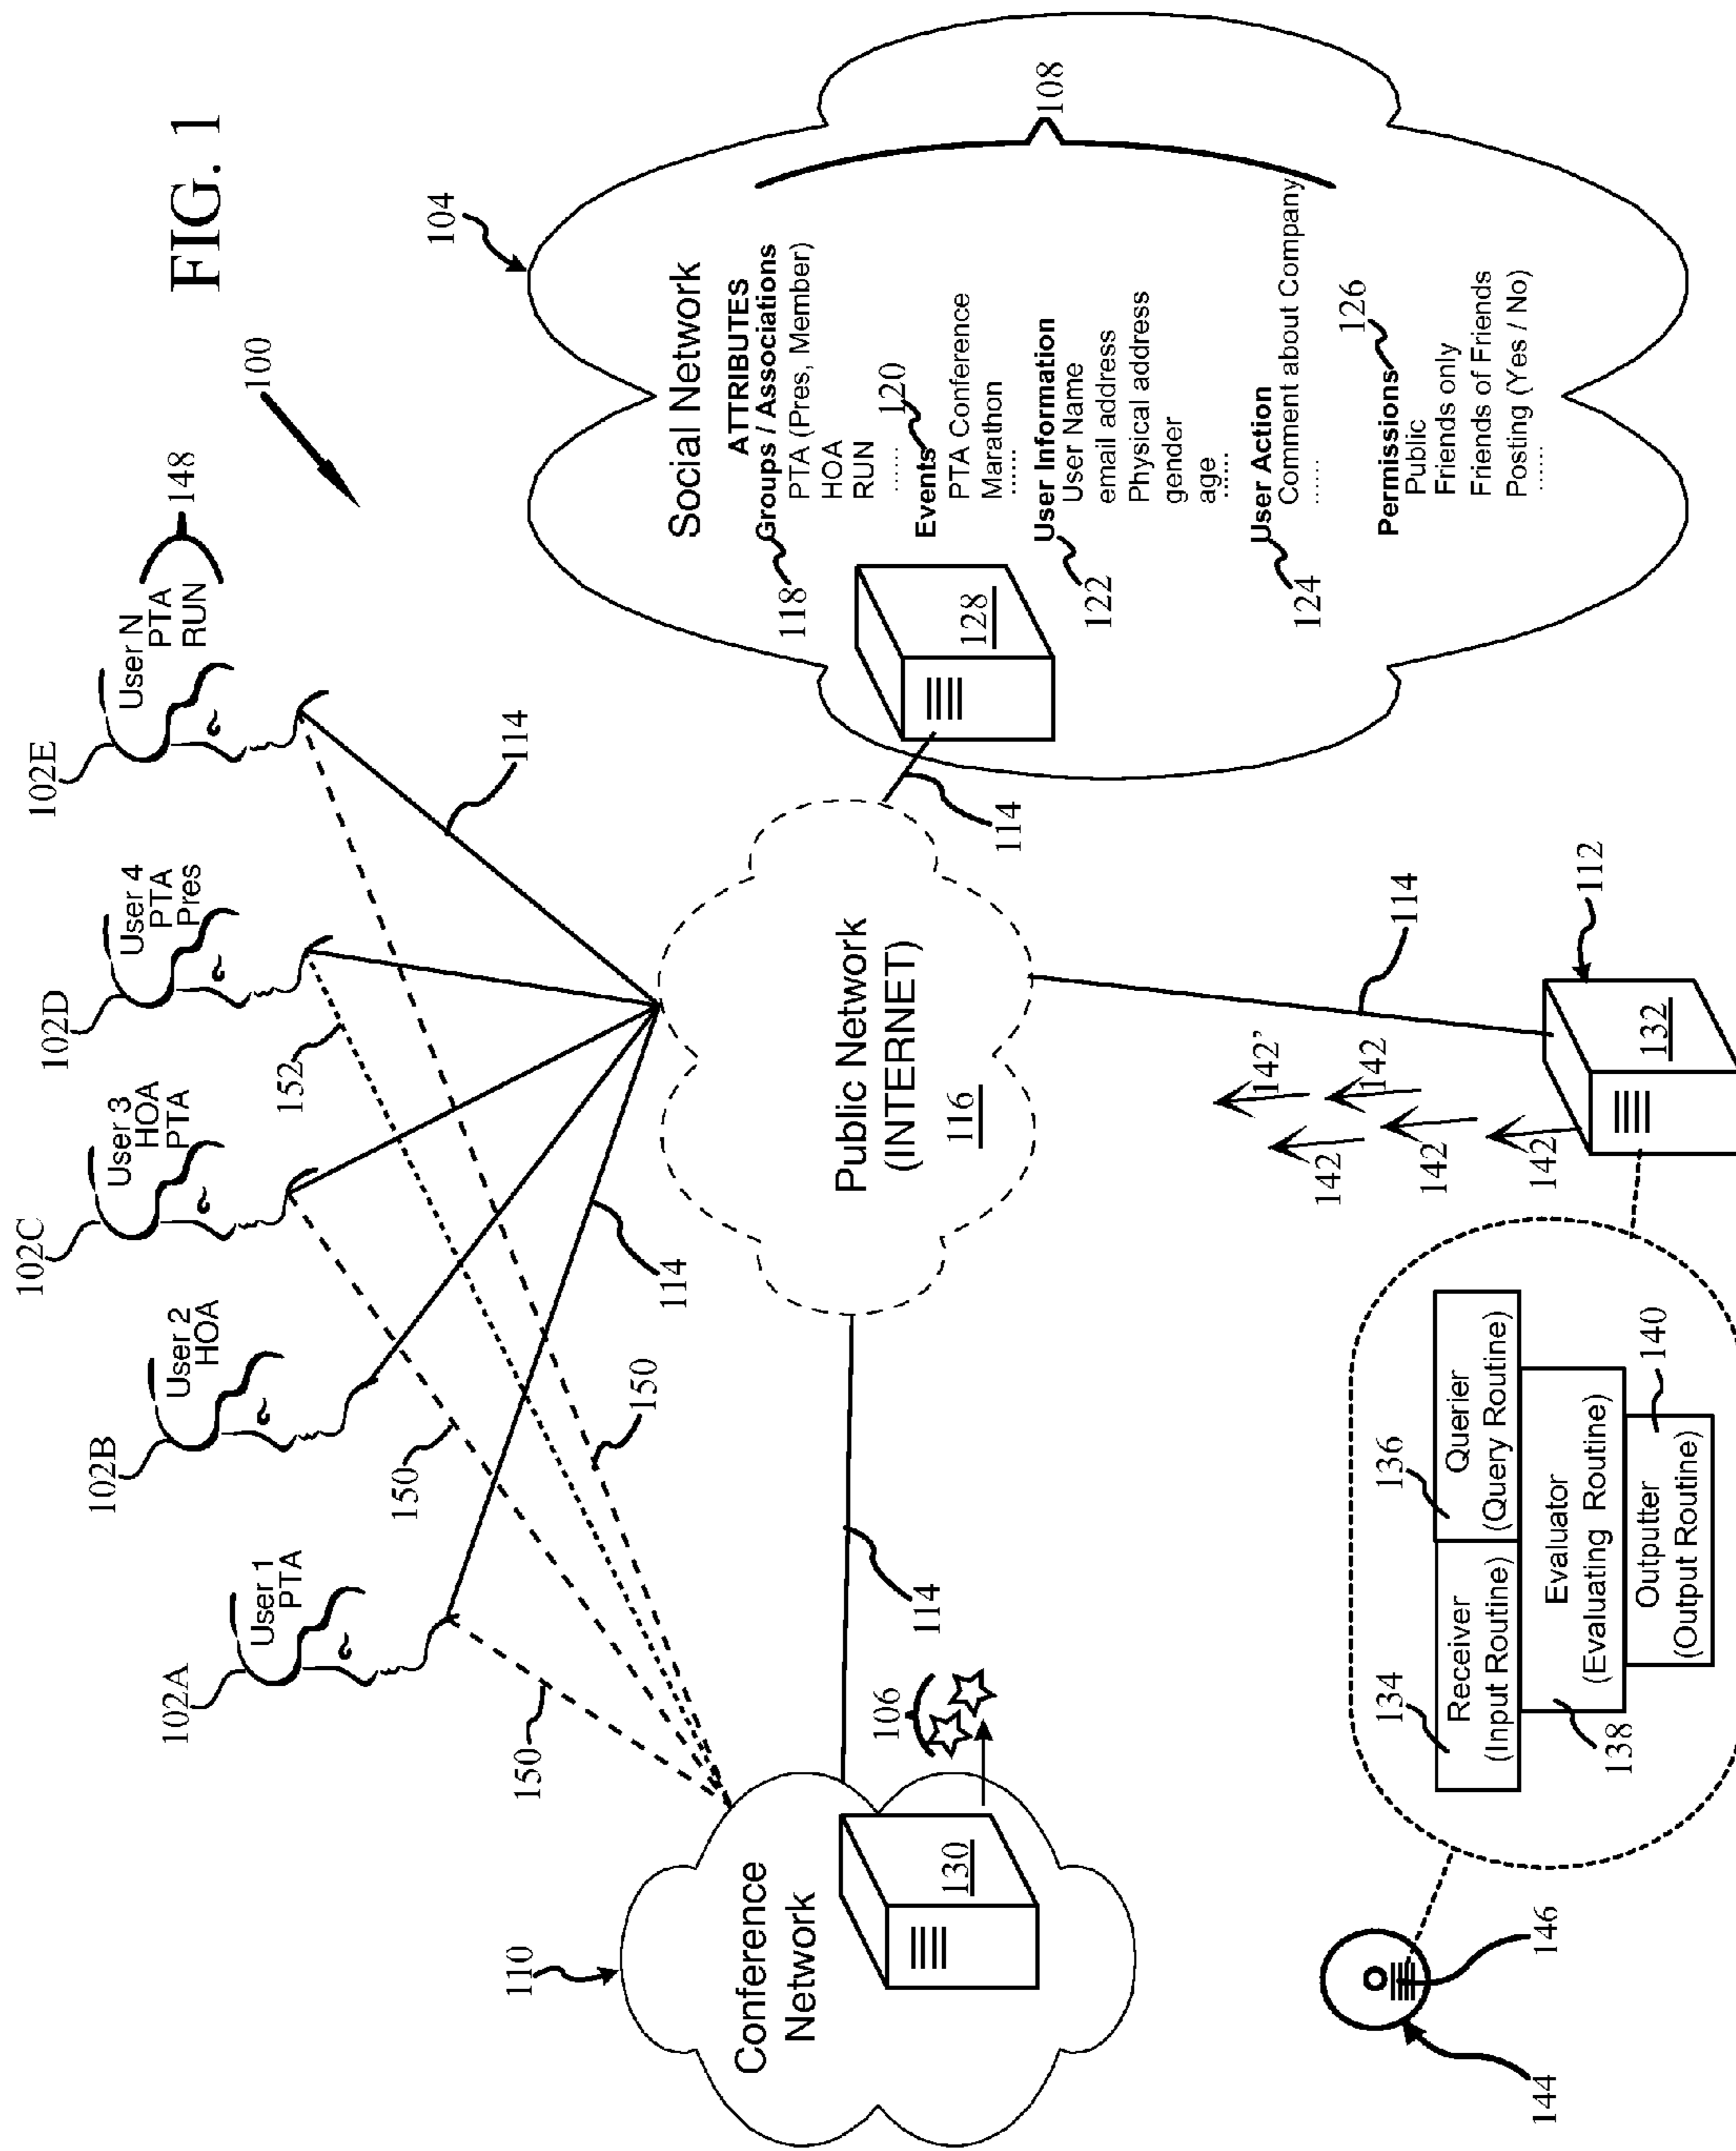 FIG. 1
100
102A
User 1
PTA
102B
User 2
HOA
102C
User 3
HOA
PTA
102D
User 4
PTA
Pres
102E
User N
PTA
RUN
148
150
150
150
152
114
114
110
Conference
Network
130
106
114
Public Network
(INTERNET)
116
114
104
Social Network
ATTRIBUTES
Groups / Associations
118
PTA (Pres, Member)
HOA
RUN
......
Events
120
PTA Conference
Marathon
......
User Information
122
User Name
email address
Physical address
gender
age
......
User Action
124
Comment about Company
......
Permissions
126
Public
Friends only
Friends of Friends
Posting (Yes / No)
......
108
128
114
112
132
142
142
142
142
142’
134
Receiver
(Input Routine)
136
Querier
(Query Routine)
138
Evaluator
(Evaluating Routine)
Outputter
(Output Routine)
140
144
146